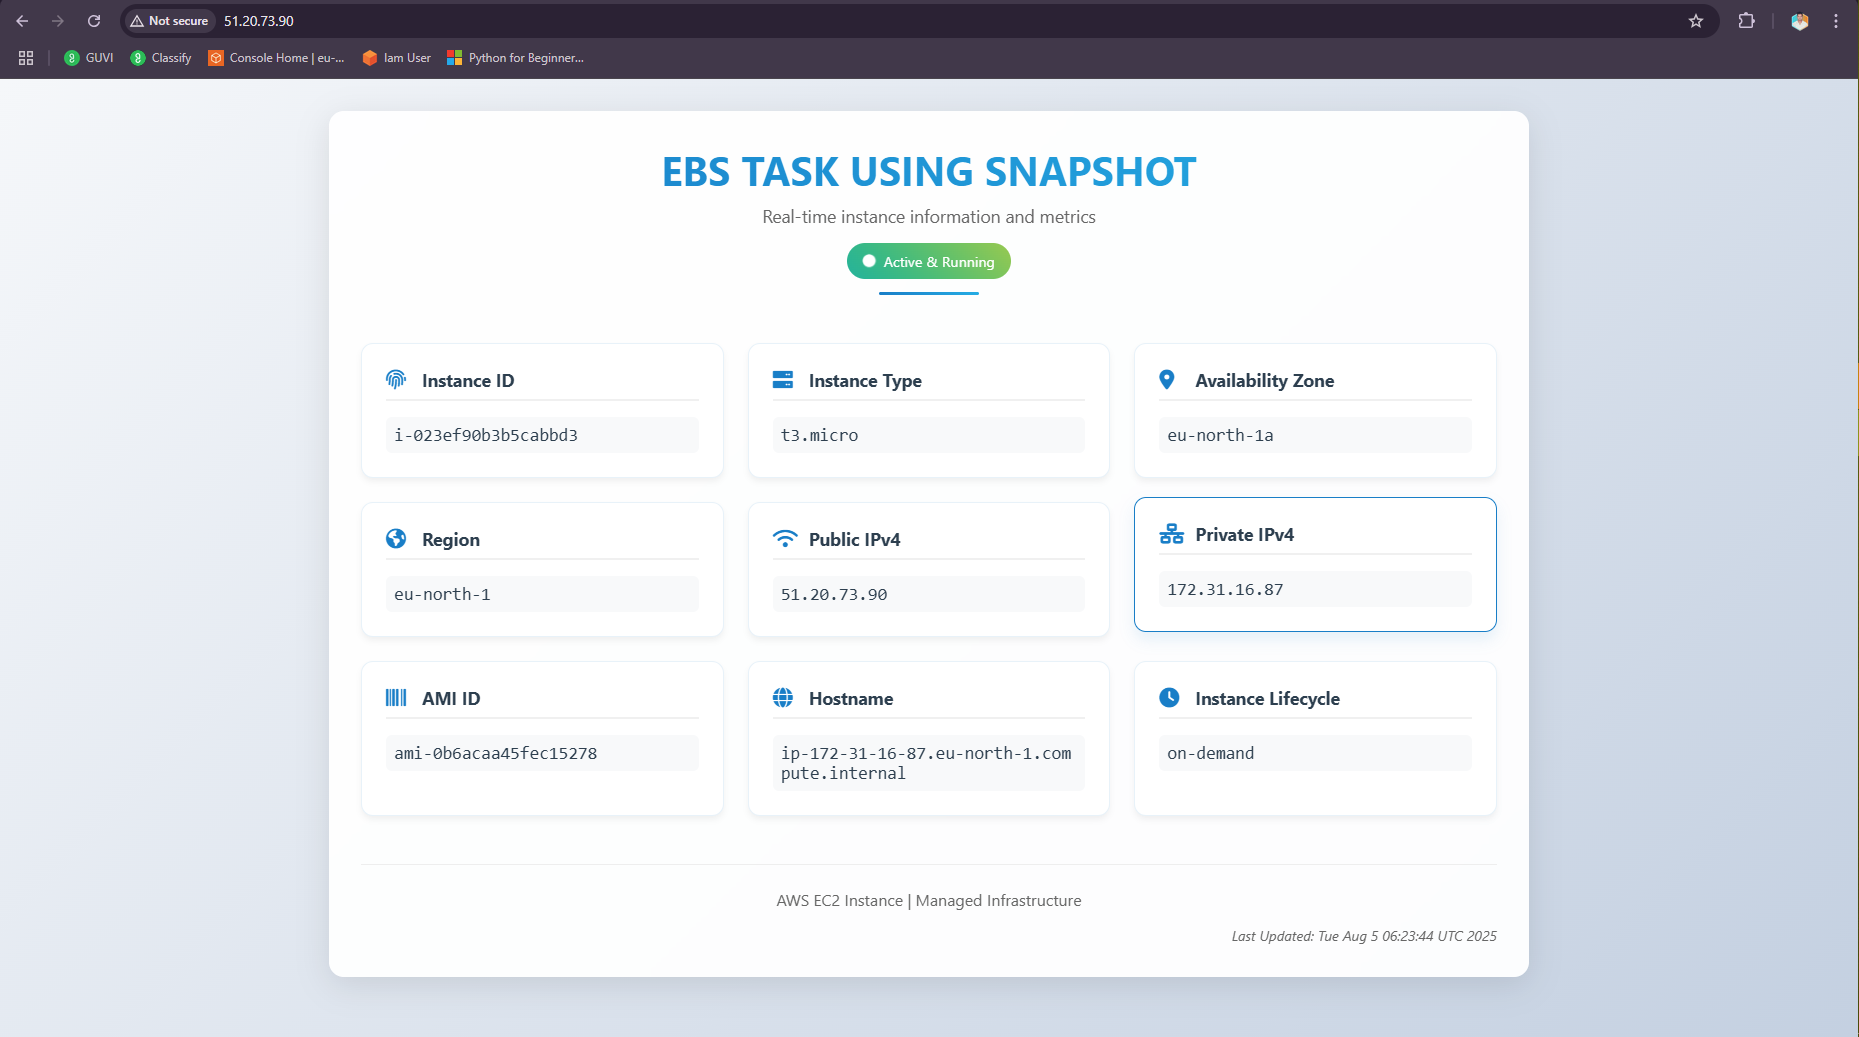 Not secure
51.20.73.90
GUVI
Classify
Console Home | eu-...
Iam User
Python for Beginner...
EBS TASK USING SNAPSHOT
Real-time instance information and metrics
Active & Running
Instance ID
i-023ef90b3b5cabbd3
Instance Type
t3.micro
Availability Zone
eu-north-1a
Region
eu-north-1
Public IPv4
51.20.73.90
Private IPv4
172.31.16.87
AMI ID
ami-0b6acaa45fec15278
Hostname
ip-172-31-16-87.eu-north-1.com
pute.internal
Instance Lifecycle
on-demand
AWS EC2 Instance | Managed Infrastructure
Last Updated: Tue Aug 5 06:23:44 UTC 2025